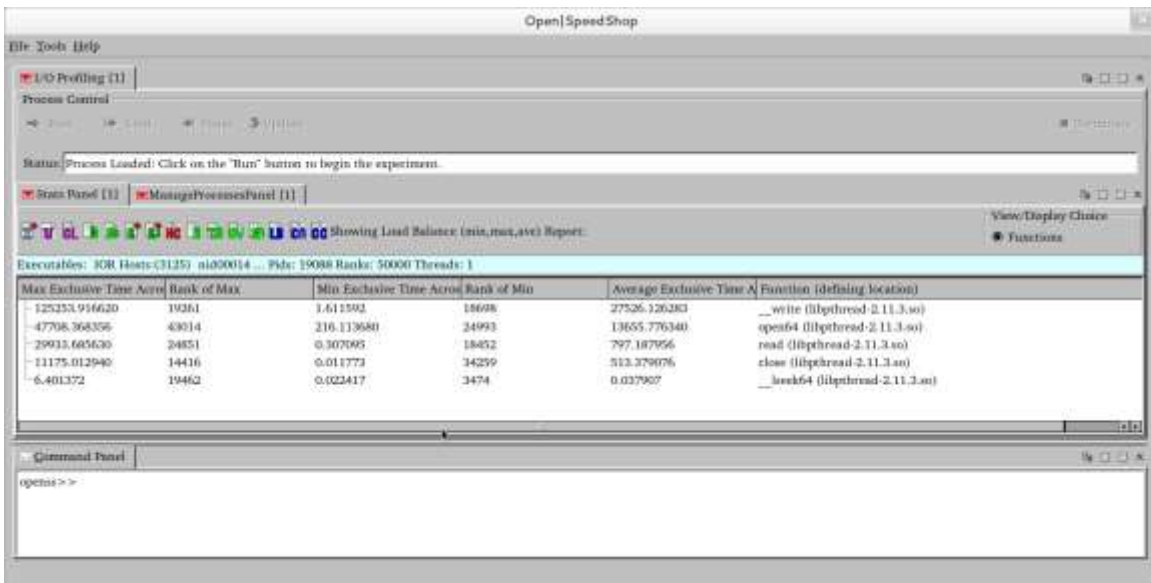 Open|SpeedShop
File Tools Help
I/O Profiling [1]
Process Control
Status: Process Loaded: Click on the "Run" button to begin the experiment.
Stats Panel [1] ManageProcessesPanel [1]
Showing Load Balance (min,max,ave) Report:
View/Display Choice
Functions
Executables: IOR Hosts:(3125) nid00014 ... Pids: 19088 Ranks: 50000 Threads: 1
Max Exclusive Time Acros Rank of Max Min Exclusive Time Acros Rank of Min Average Exclusive Time A Function (defining location)
125253.916620 19261 1.611592 18698 27526.126283 __write (libpthread-2.11.3.so)
47708.368356 43014 216.113680 24993 13655.776340 open64 (libpthread-2.11.3.so)
29933.685630 24851 0.307095 18452 797.187956 read (libpthread-2.11.3.so)
11175.012940 14416 0.011773 34259 513.379076 close (libpthread-2.11.3.so)
6.401372 19462 0.022417 3474 0.037907 __lseek64 (libpthread-2.11.3.so)
Command Panel
openss>>